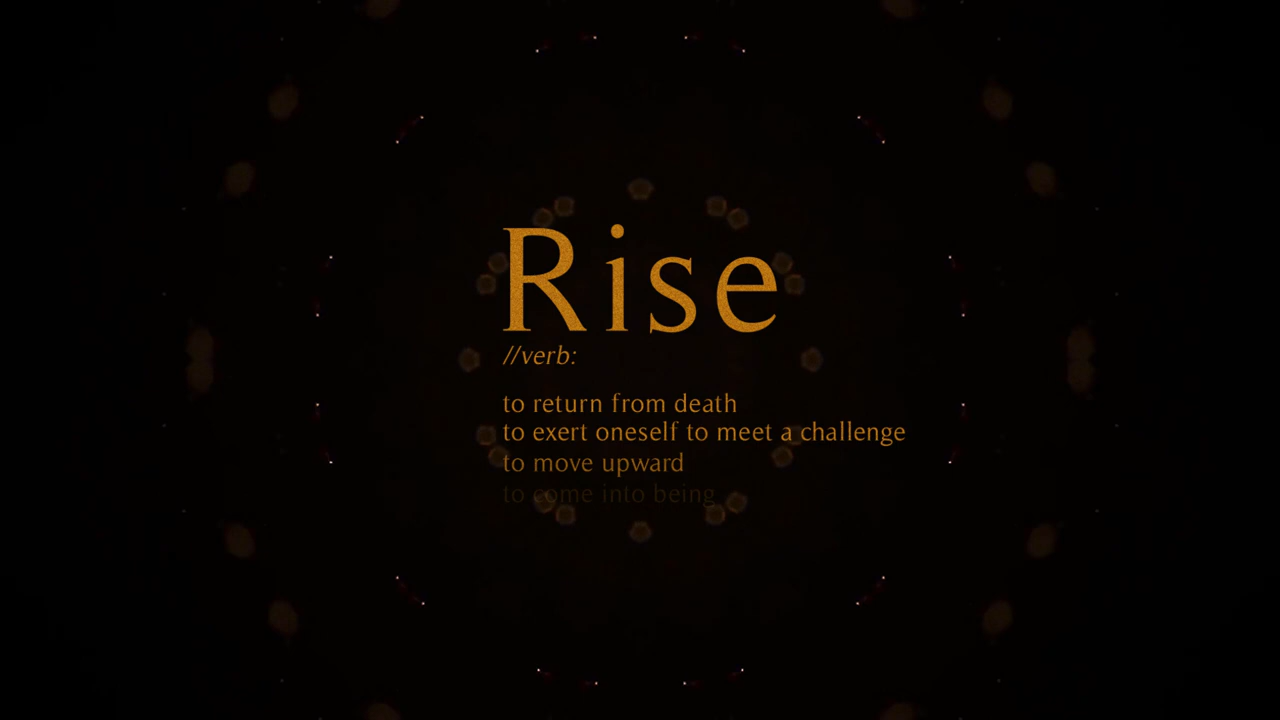 Rise
//verb:
to return from death
to exert oneself to meet a challenge
to move upward
to come into being